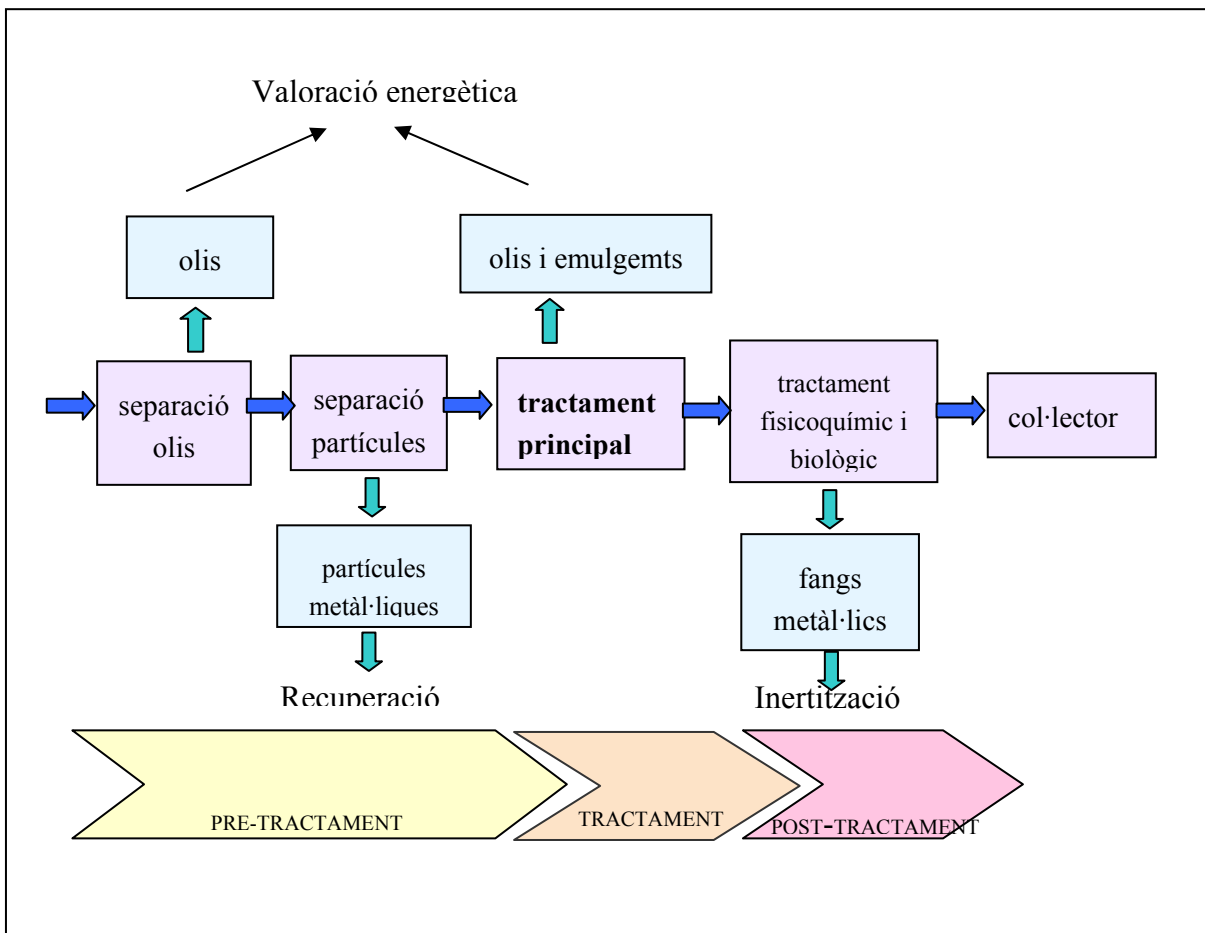 Valoració energètica
olis
olis i emulgemts
separació
olis
separació
partícules
tractament
principal
tractament
fisicoquímic i
biològic
col·lector
partícules
metàl·liques
fangs
metàl·lics
Recuperació
Inertització
PRE-TRACTAMENT
TRACTAMENT
POST-TRACTAMENT